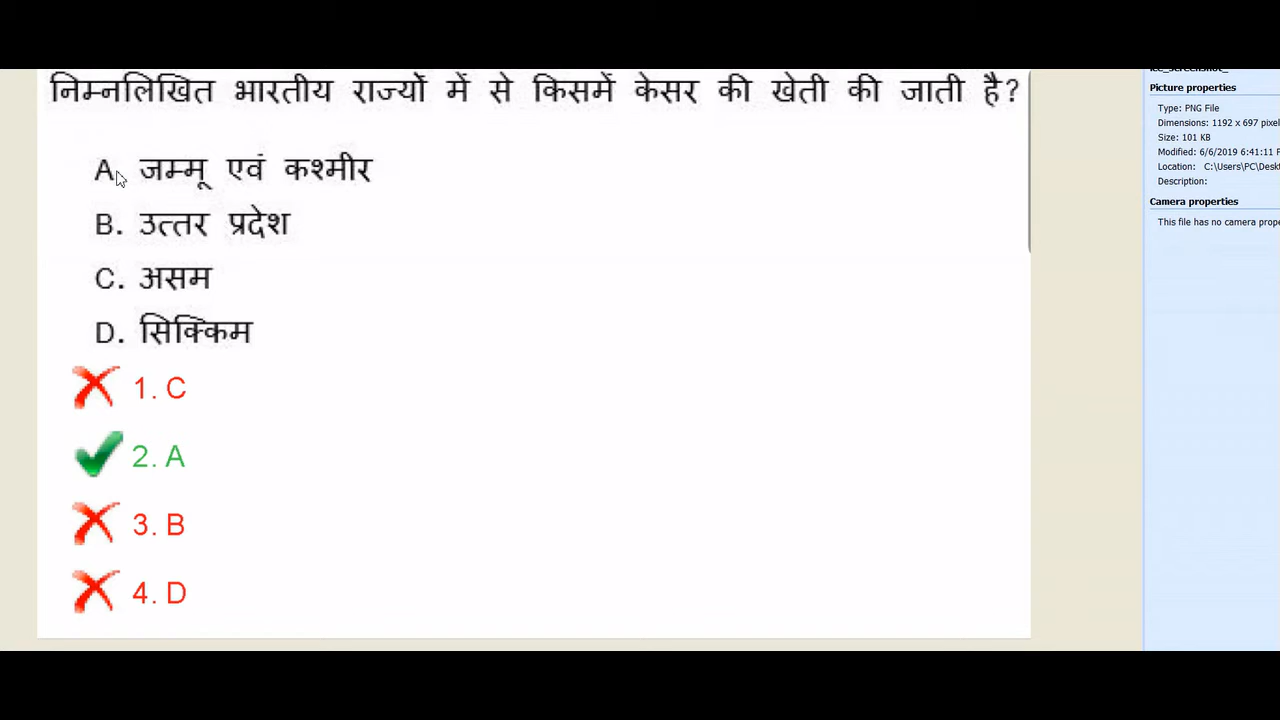 निम्नलिखित भारतीय राज्यों में से किसमें केसर की खेती की जाती है?
A. जम्मू एवं कश्मीर
B. उत्तर प्रदेश
C. असम
D. सिक्किम
1. C
2. A
3. B
4. D
Picture properties
Type: PNG File
Dimensions: 1192 x 697 pixel
Size: 101 KB
Modified: 6/6/2019 6:41:11 P
Location: C:\Users\PC\Deskt
Description:
Camera properties
This file has no camera prope